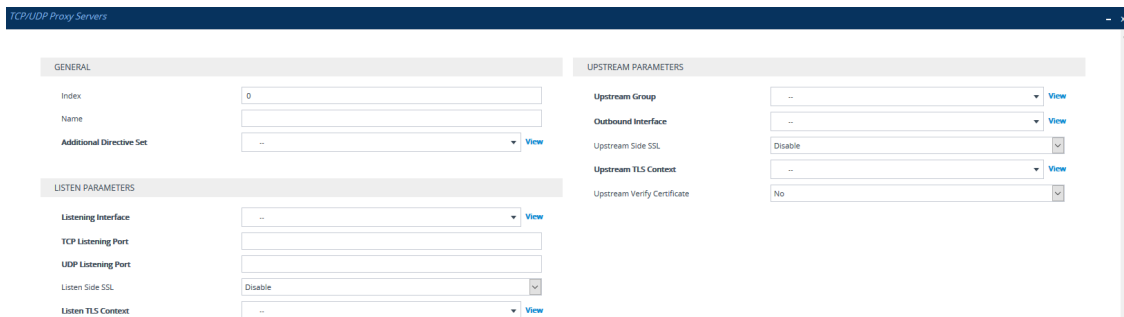 TCP/UDP Proxy Servers
GENERAL
Index 0
Name
Additional Directive Set -- View
LISTEN PARAMETERS
Listening Interface -- View
TCP Listening Port
UDP Listening Port
Listen Side SSL Disable
Listen TLS Context -- View
UPSTREAM PARAMETERS
Upstream Group -- View
Outbound Interface -- View
Upstream Side SSL Disable
Upstream TLS Context -- View
Upstream Verify Certificate No